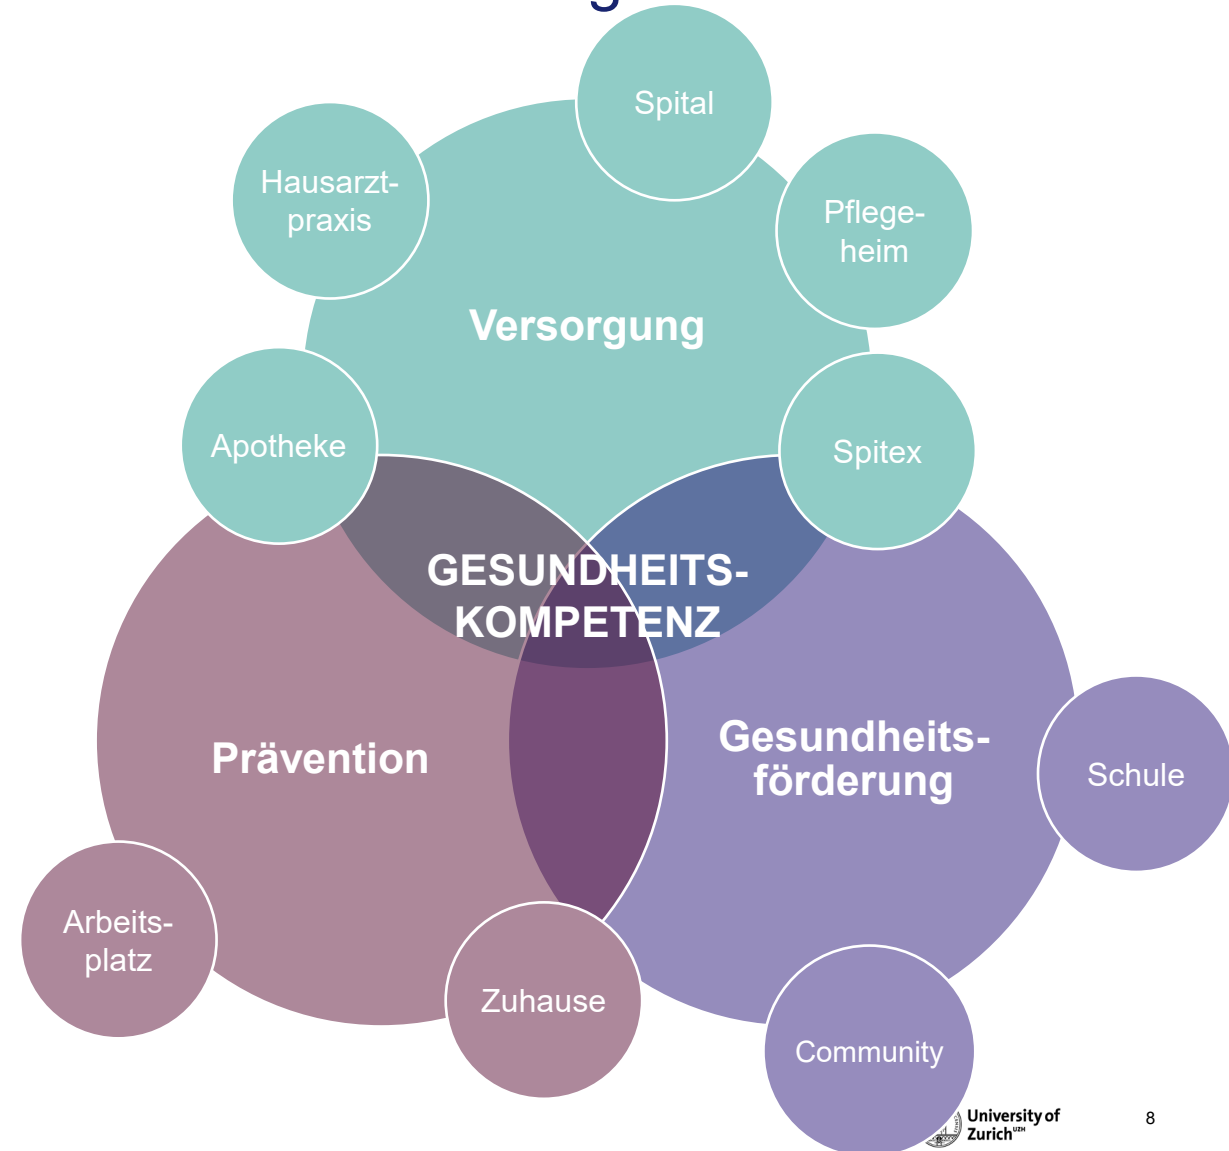 Spital
Hausarzt-
praxis
Pflege-
heim
Versorgung
Apotheke
Spitex
GESUNDHEITS-
KOMPETENZ
Prävention
Gesundheits-
förderung
Schule
Arbeits-
platz
Zuhause
Community
University of
Zurich UZH
8